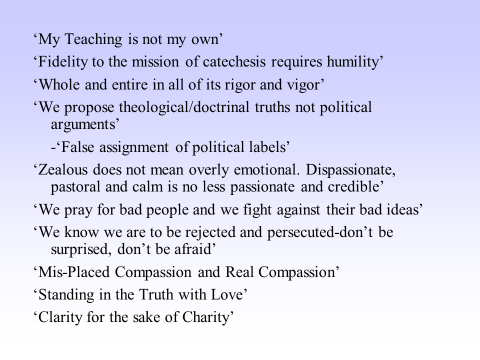 ‘My Teaching is not my own’
‘Fidelity to the mission of catechesis requires humility’
‘Whole and entire in all of its rigor and vigor’
‘We propose theological/doctrinal truths not political
arguments’
-‘False assignment of political labels’
‘Zealous does not mean overly emotional. Dispassionate,
pastoral and calm is no less passionate and credible’
‘We pray for bad people and we fight against their bad ideas’
‘We know we are to be rejected and persecuted-don’t be
surprised, don’t be afraid’
‘Mis-Placed Compassion and Real Compassion’
‘Standing in the Truth with Love’
‘Clarity for the sake of Charity’